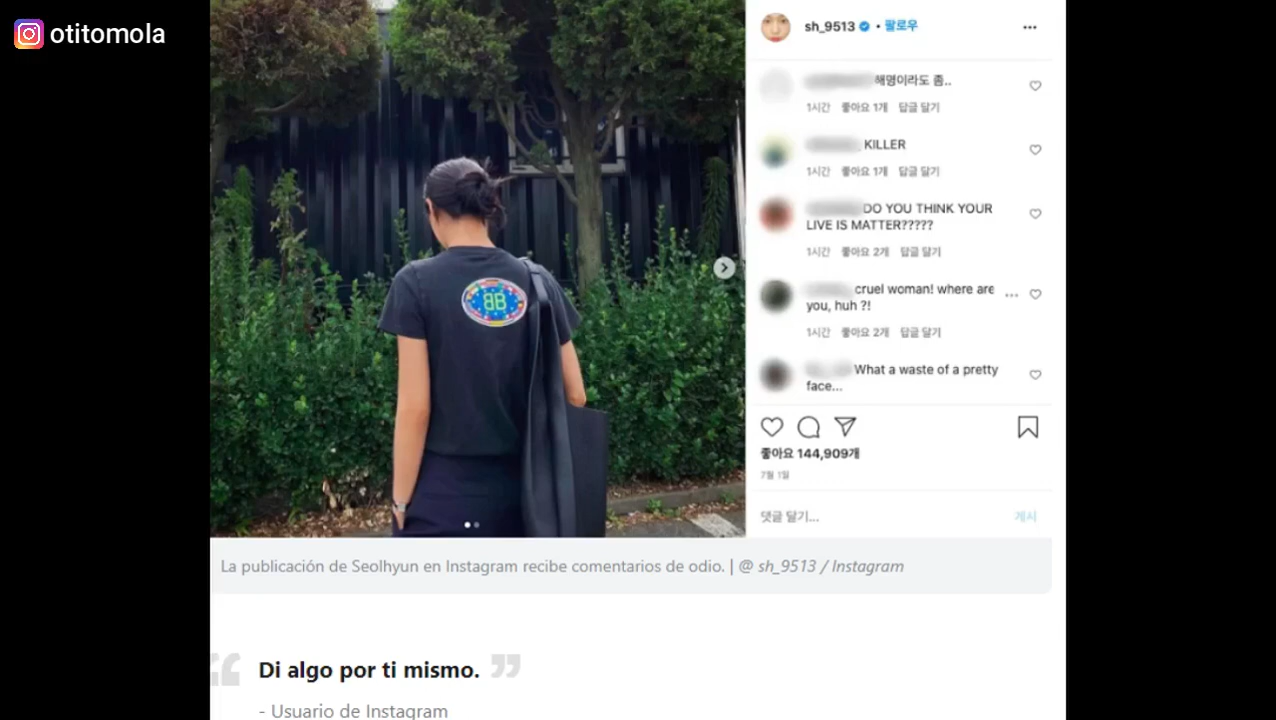 otitomola
sh_9513 • 팔로우
해명이라도 좀..
1시간 좋아요 1개 답글 달기
KILLER
1시간 좋아요 1개 답글 달기
DO YOU THINK YOUR
LIVE IS MATTER?????
1시간 좋아요 2개 답글 달기
cruel woman! where are
you, huh ?!
1시간 좋아요 2개 답글 달기
What a waste of a pretty
face...
좋아요 144,909개
7월 1일
댓글 달기...
게시
BB
La publicación de Seolhyun en Instagram recibe comentarios de odio. | @ sh_9513 / Instagram
“ Di algo por ti mismo. ”
- Usuario de Instagram